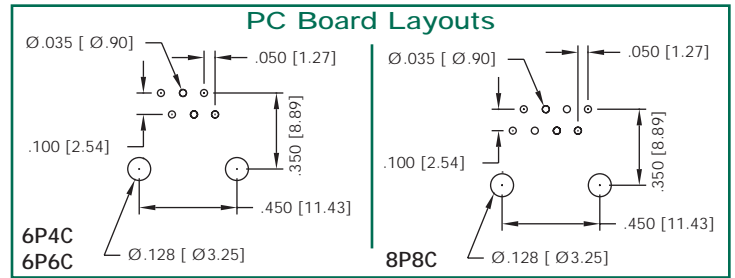 PC Board Layouts
Ø.035 [ Ø.90]
.050 [1.27]
.100 [2.54]
.350 [8.89]
.450 [11.43]
6P4C
6P6C
Ø.128 [ Ø3.25]
Ø.035 [ Ø.90]
.050 [1.27]
.100 [2.54]
.350 [8.89]
.450 [11.43]
8P8C
Ø.128 [ Ø3.25]